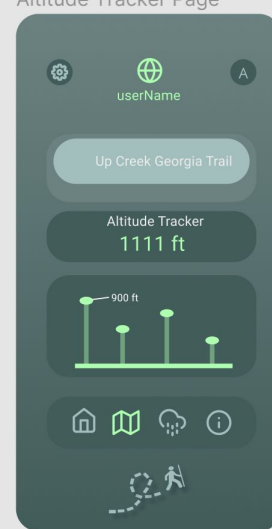 Altitude Tracker Page
A
userName
Up Creek Georgia Trail
Altitude Tracker
1111 ft
900 ft